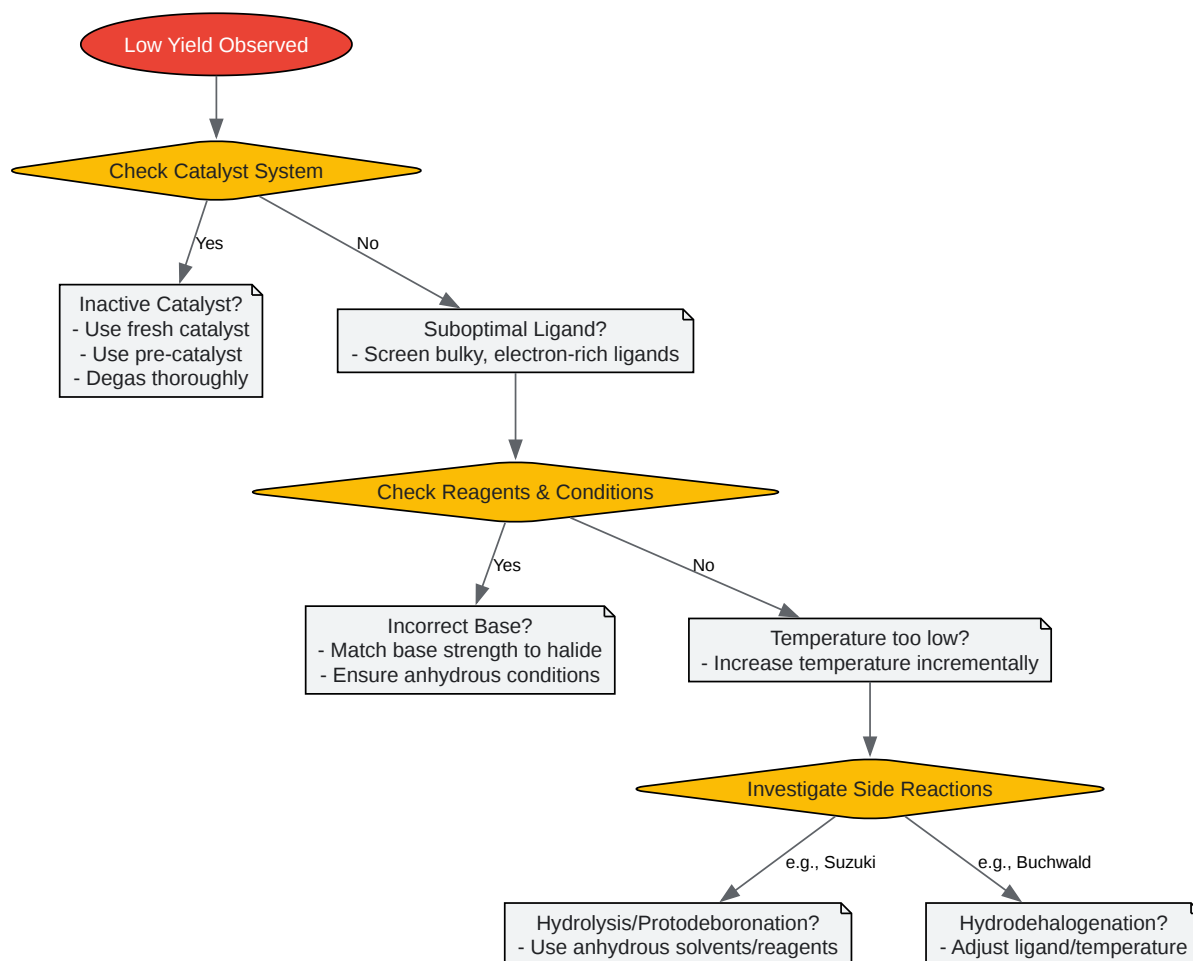 Low Yield Observed
Check Catalyst System
Yes
No
Inactive Catalyst?
- Use fresh catalyst
- Use pre-catalyst
- Degas thoroughly
Suboptimal Ligand?
- Screen bulky, electron-rich ligands
Check Reagents & Conditions
Yes
No
Incorrect Base?
- Match base strength to halide
- Ensure anhydrous conditions
Temperature too low?
- Increase temperature incrementally
Investigate Side Reactions
e.g., Suzuki
e.g., Buchwald
Hydrolysis/Protodeboronation?
- Use anhydrous solvents/reagents
Hydrodehalogenation?
- Adjust ligand/temperature